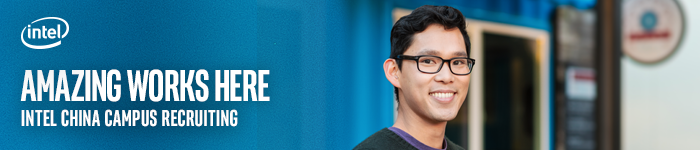 intel
AMAZING WORKS HERE
INTEL CHINA CAMPUS RECRUITING